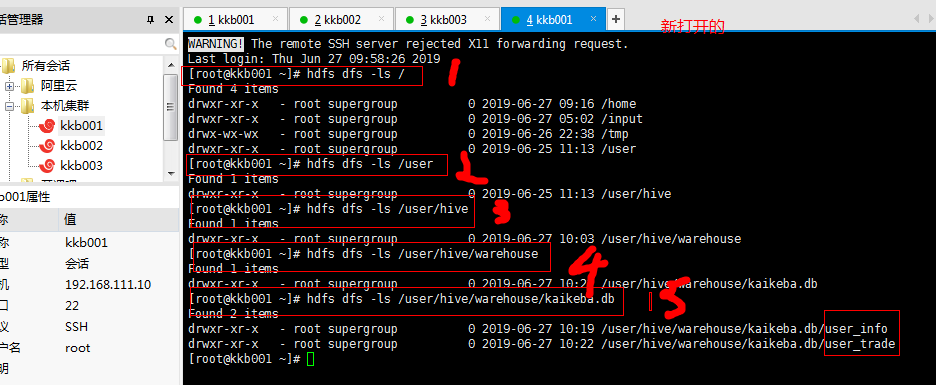 话管理器
1 kkb001
2 kkb002
3 kkb003
4 kkb001
新打开的
所有会话
阿里云
本机集群
kkb001
kkb002
kkb003
kb001属性
称 值
称 kkb001
型 会话
机 192.168.111.10
口 22
议 SSH
户名 root
明
WARNING! The remote SSH server rejected X11 forwarding request.
Last login: Thu Jun 27 09:58:26 2019
[root@kkb001 ~]# hdfs dfs -ls /
1
Found 4 items
drwxr-xr-x - root supergroup 0 2019-06-27 09:16 /home
drwxr-xr-x - root supergroup 0 2019-06-27 05:02 /input
drwx-wx-wx - root supergroup 0 2019-06-26 22:38 /tmp
drwxr-xr-x - root supergroup 0 2019-06-25 11:13 /user
[root@kkb001 ~]# hdfs dfs -ls /user
2
Found 1 items
drwxr-xr-x - root supergroup 0 2019-06-25 11:13 /user/hive
[root@kkb001 ~]# hdfs dfs -ls /user/hive
3
Found 1 items
drwxr-xr-x - root supergroup 0 2019-06-27 10:03 /user/hive/warehouse
[root@kkb001 ~]# hdfs dfs -ls /user/hive/warehouse
4
Found 1 items
drwxr-xr-x - root supergroup 0 2019-06-27 /user/hive/warehouse/kaikeba.db
[root@kkb001 ~]# hdfs dfs -ls /user/hive/warehouse/kaikeba.db
5
Found 2 items
drwxr-xr-x - root supergroup 0 2019-06-27 10:19 /user/hive/warehouse/kaikeba.db/user_info
drwxr-xr-x - root supergroup 0 2019-06-27 10:22 /user/hive/warehouse/kaikeba.db/user_trade
[root@kkb001 ~]#